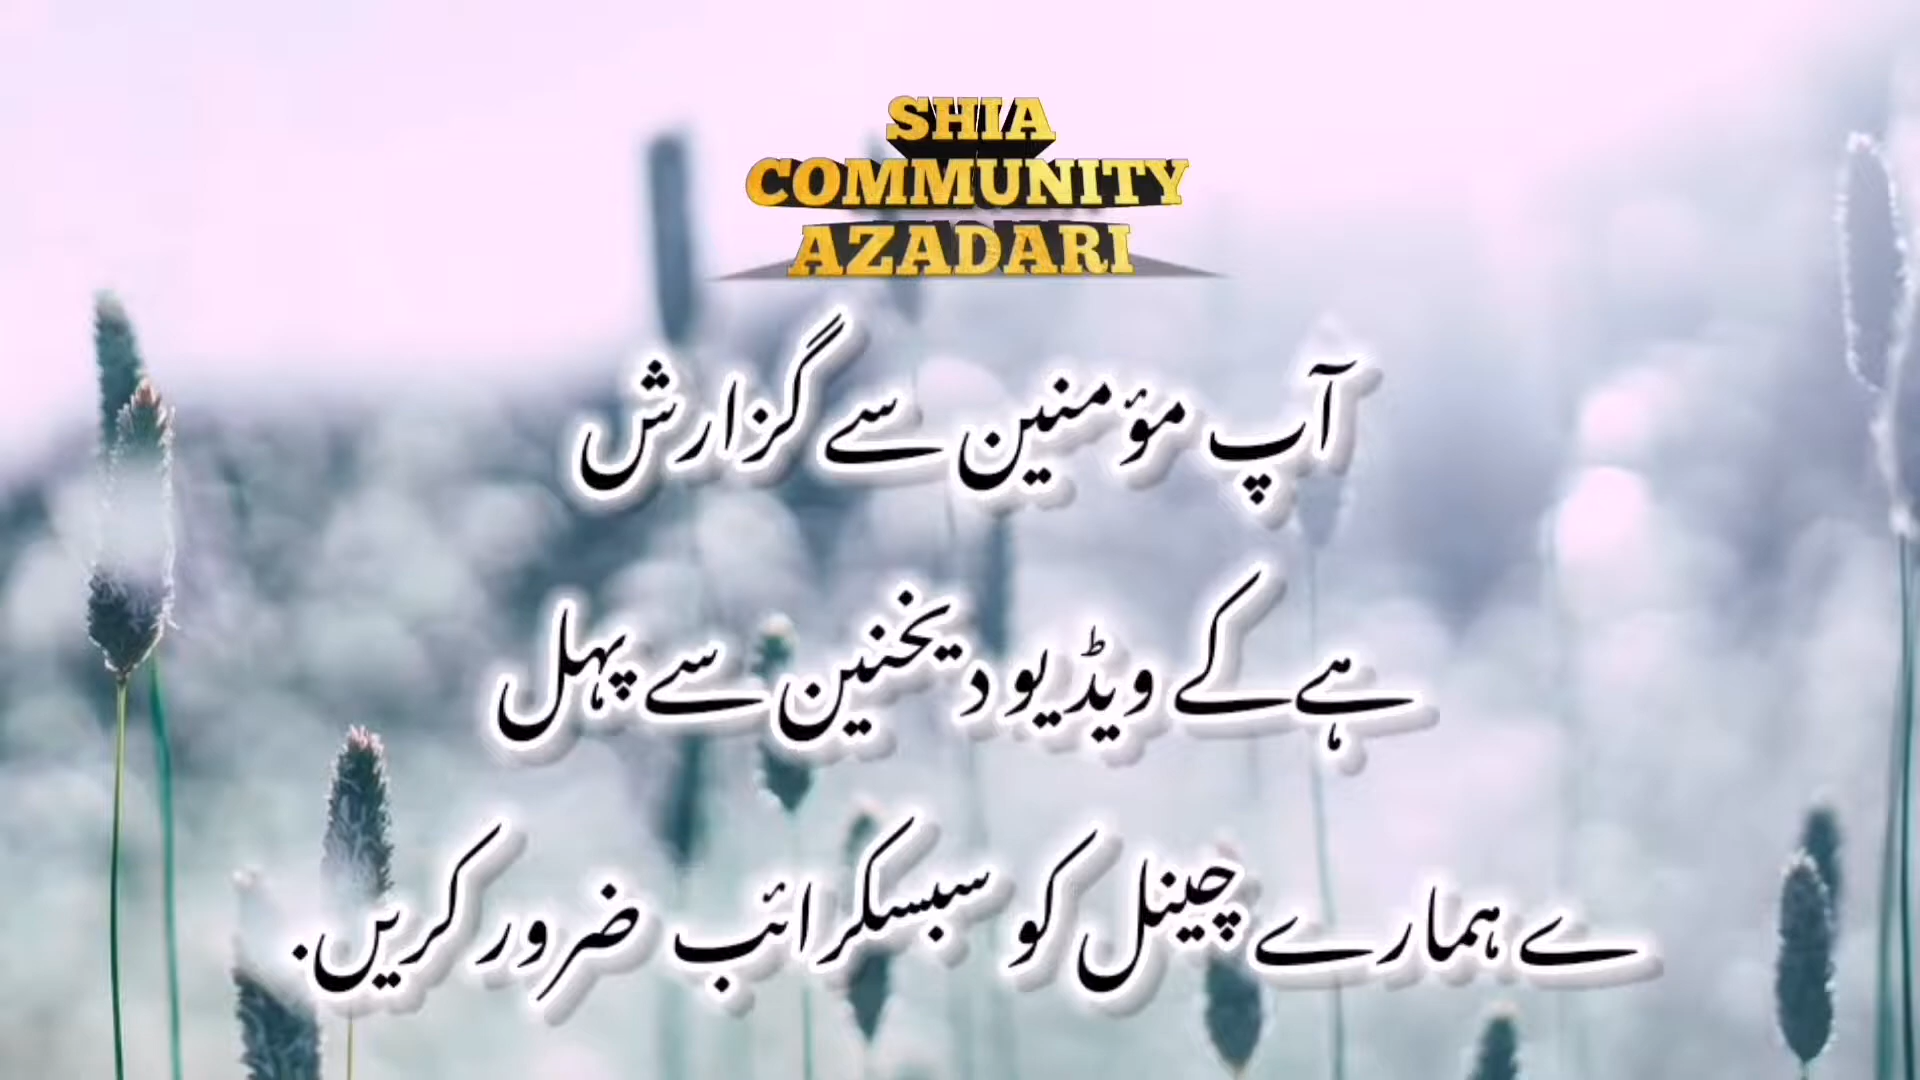 SHIA
COMMUNITY
AZADARI
آپ مؤمنین سے گزارش
ہے کے ویڈیو دیخنین سے پہل
ے ہمارے چینل کو سبسکرائب ضرور کریں.